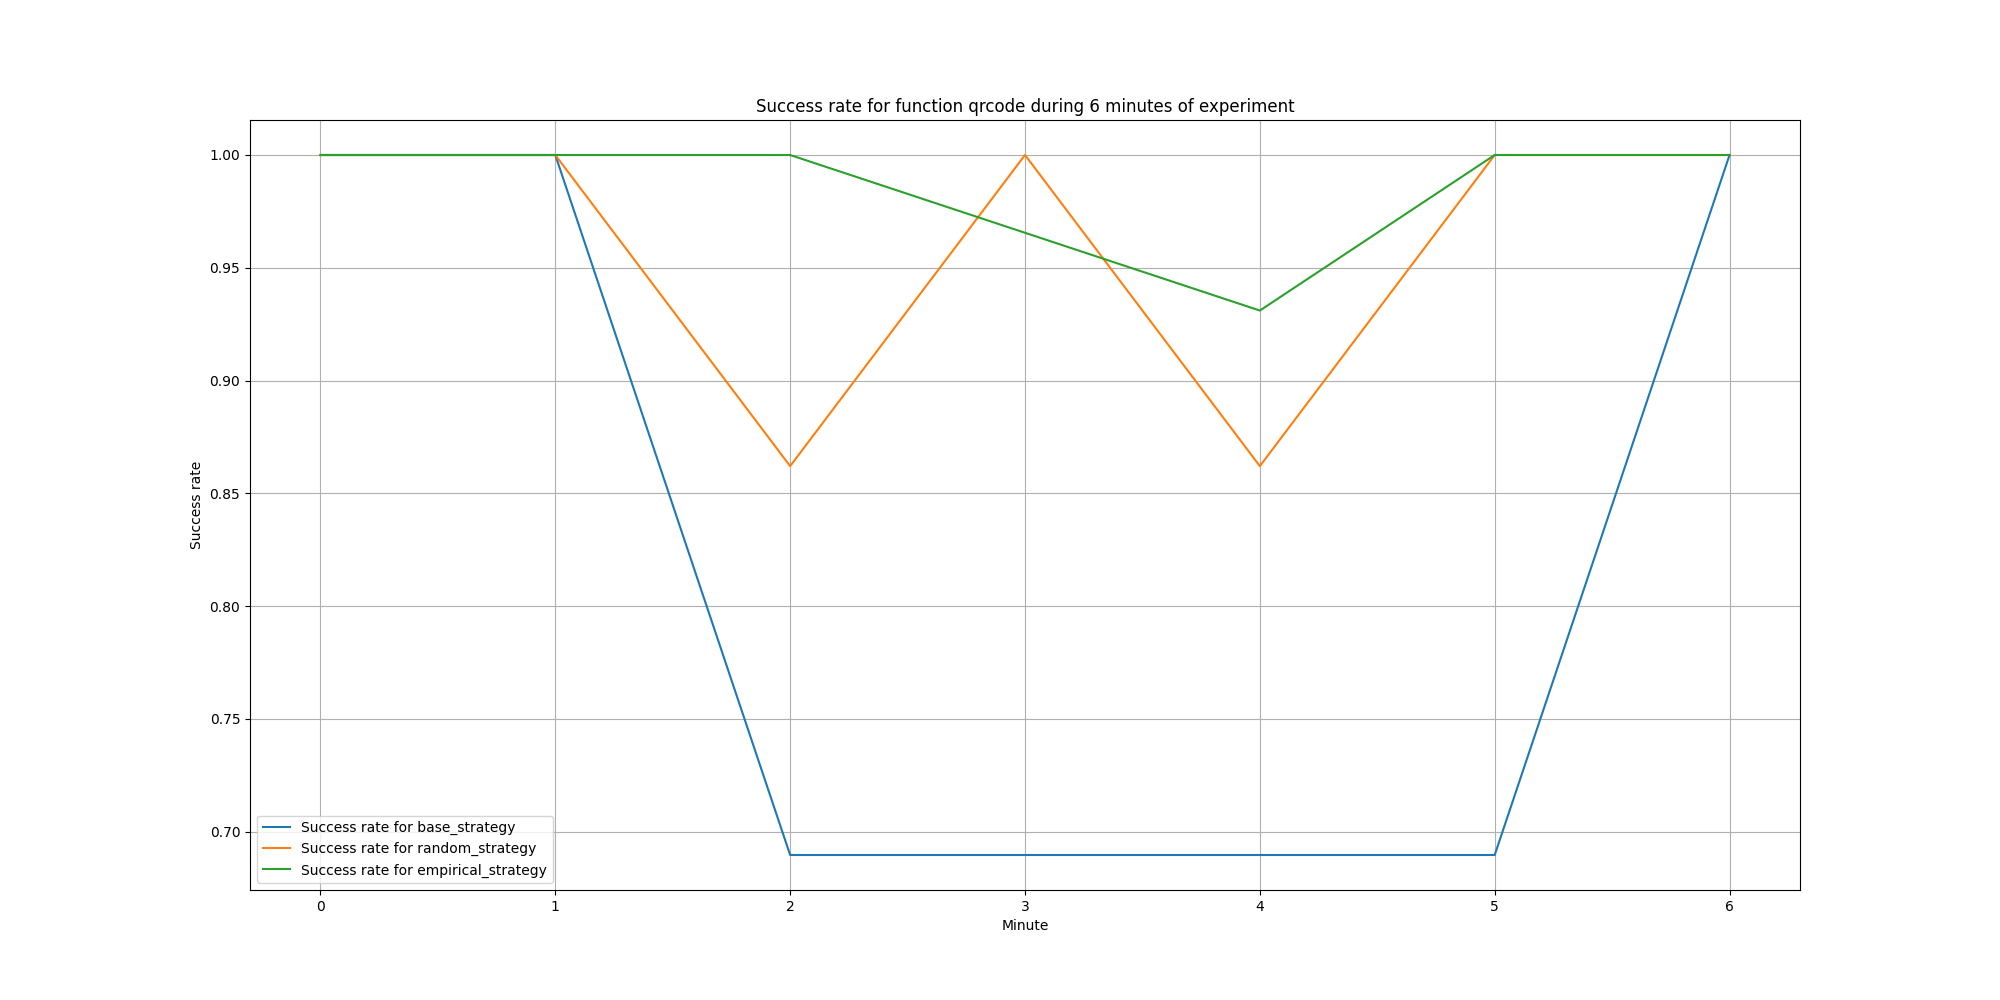 Success rate for function qrcode during 6 minutes of experiment
1.00
0.95
0.90
0.85
0.80
0.75
0.70
Success rate
Success rate for base_strategy
Success rate for random_strategy
Success rate for empirical_strategy
0 1 2 3 4 5 6
Minute